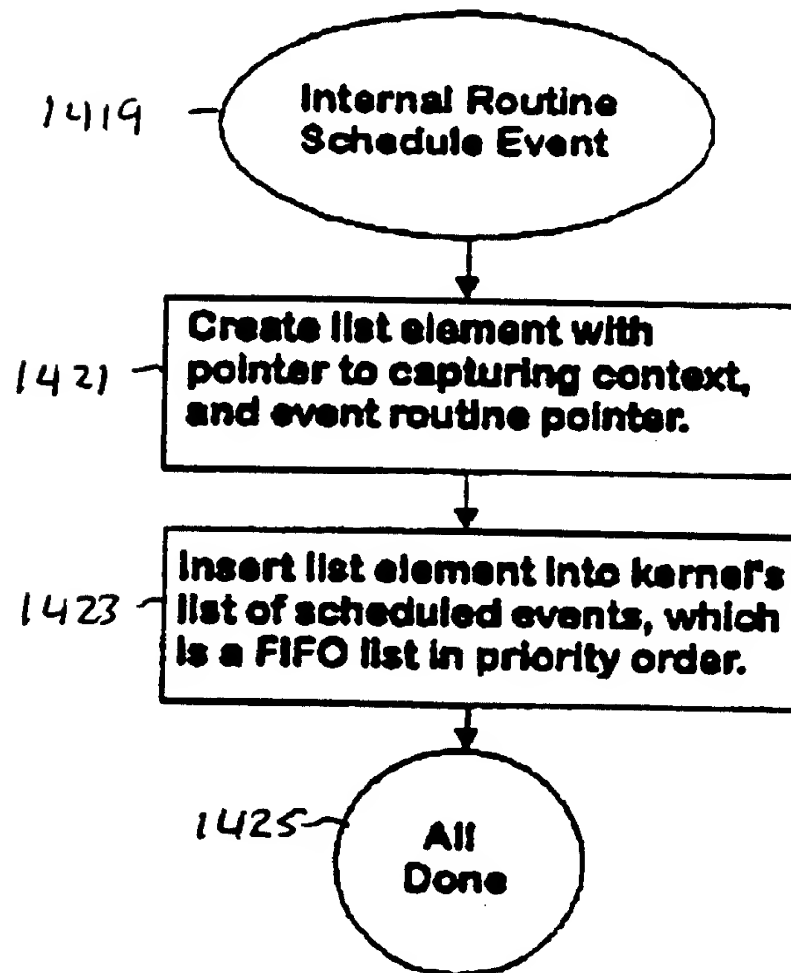 1419
Internal Routine
Schedule Event
1421
Create list element with
pointer to capturing context,
and event routine pointer.
1423
Insert list element into kernel's
list of scheduled events, which
is a FIFO list in priority order.
1425
All
Done